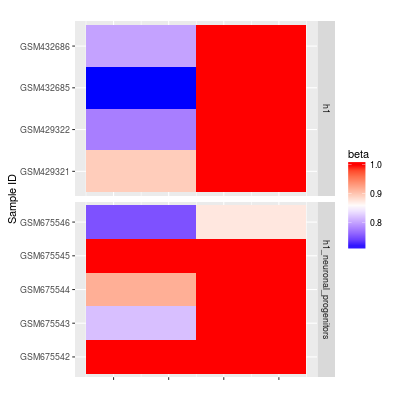 GSM432686
GSM432685
GSM429322
GSM429321
h1
GSM675546
GSM675545
GSM675544
GSM675543
GSM675542
h1_neuronal_progenitors
Sample ID
beta
1.0
0.9
0.8